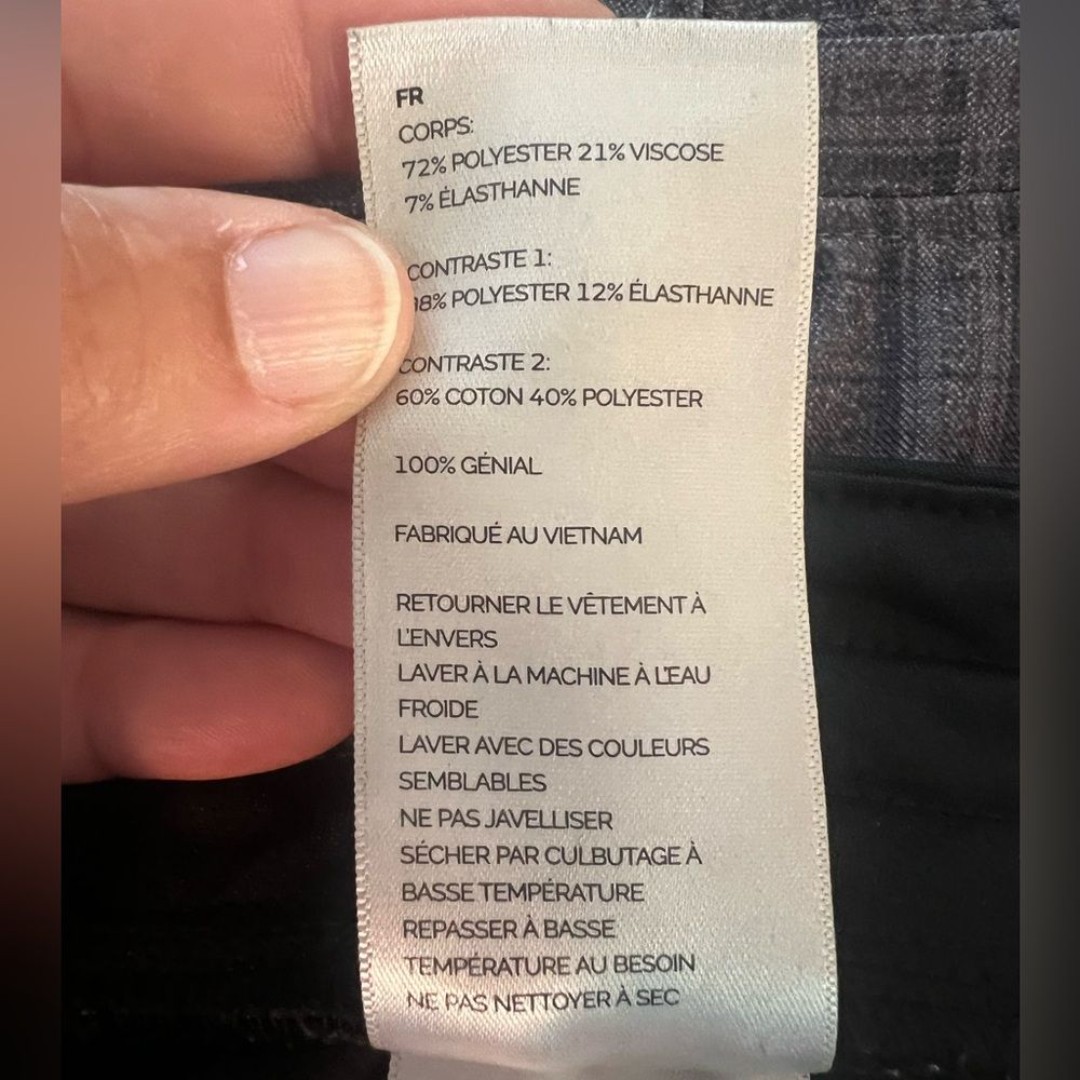 FR
CORPS:
72% POLYESTER 21% VISCOSE
7% ÉLASTHANNE
CONTRASTE 1:
88% POLYESTER 12% ÉLASTHANNE
CONTRASTE 2:
60% COTON 40% POLYESTER
100% GÉNIAL
FABRIQUÉ AU VIETNAM
RETOURNER LE VÊTEMENT À
L'ENVERS
LAVER À LA MACHINE À L'EAU
FROIDE
LAVER AVEC DES COULEURS
SEMBLABLES
NE PAS JAVELLISER
SÉCHER PAR CULBUTAGE À
BASSE TEMPÉRATURE
REPASSER À BASSE
TEMPÉRATURE AU BESOIN
NE PAS NETTOYER À SEC